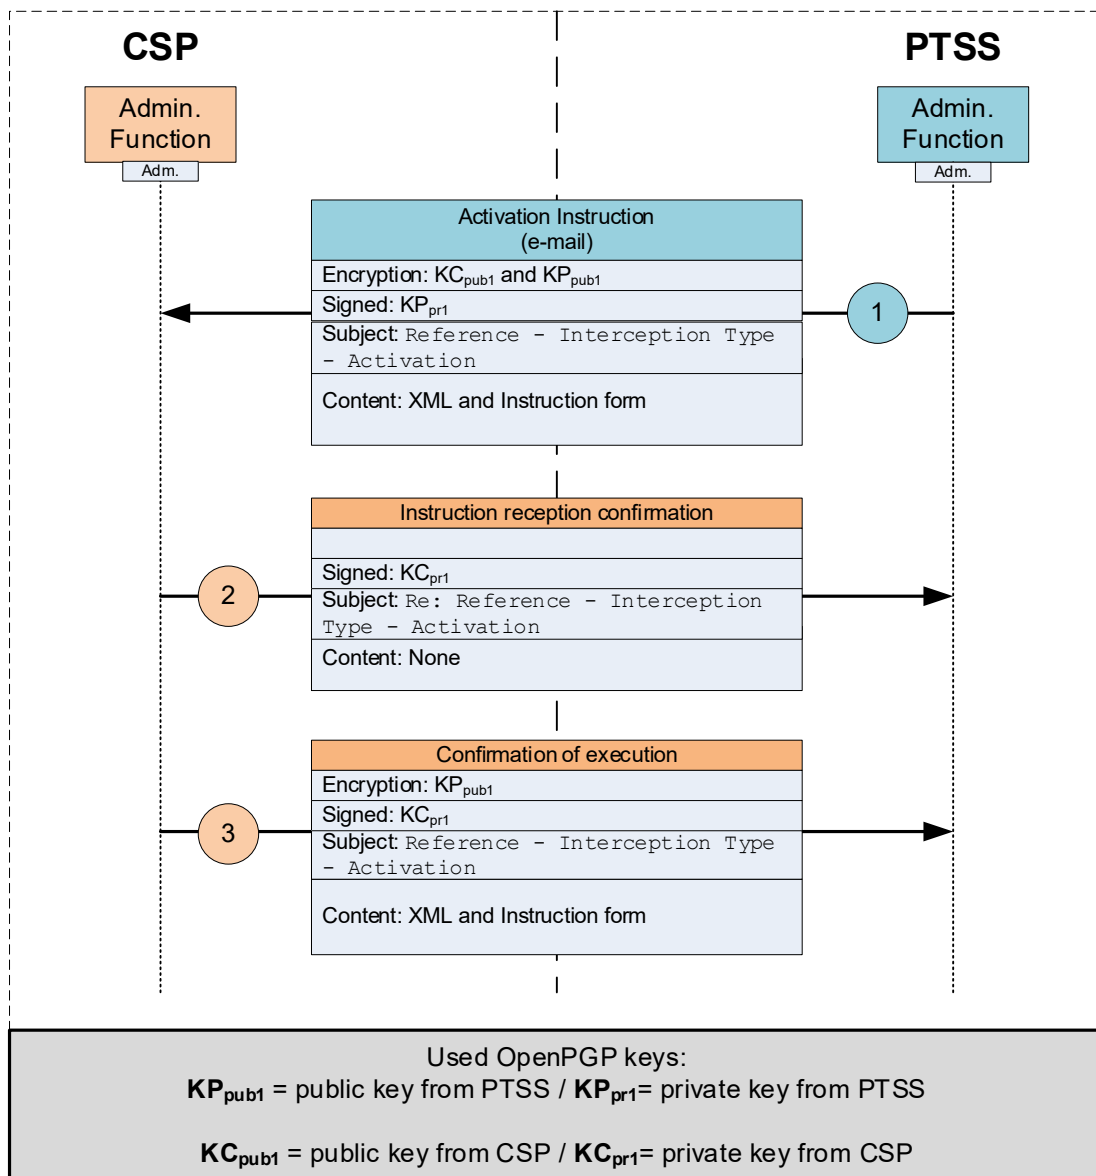 CSP
PTSS
Admin.
Function
Adm.
Admin.
Function
Adm.
Activation Instruction
(e-mail)
Encryption: KCpub1 and KPpub1
Signed: KPpr1
Subject: Reference - Interception Type
- Activation
Content: XML and Instruction form
1
Instruction reception confirmation
Signed: KCpr1
Subject: Re: Reference - Interception
Type - Activation
Content: None
2
Confirmation of execution
Encryption: KPpub1
Signed: KCpr1
Subject: Reference - Interception Type
- Activation
Content: XML and Instruction form
3
Used OpenPGP keys:
KPpub1 = public key from PTSS / KPpr1= private key from PTSS
KCpub1 = public key from CSP / KCpr1= private key from CSP